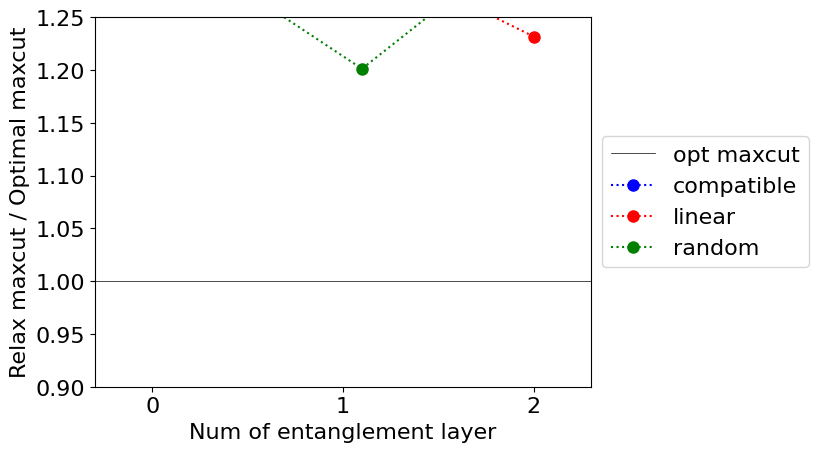 1.25
1.20
1.15
1.10
1.05
1.00
0.95
0.90
Relax maxcut / Optimal maxcut
0 1 2
Num of entanglement layer
opt maxcut
compatible
linear
random